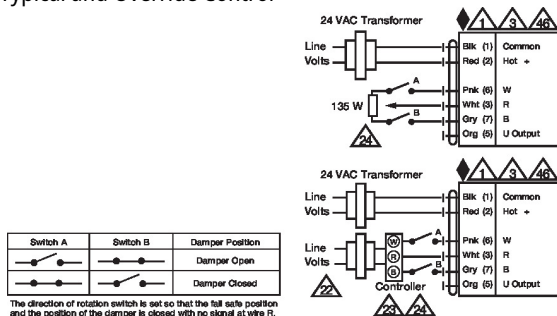 Typical and Override Control
24 VAC Transformer
1 3 46
Line Volts
Blk (1) Common
Red (2) Hot +
A
Pnk (6) W
135 W
Wht (3) R
B
Gry (7) B
Org (5) U Output
24
24 VAC Transformer
1 3 46
Line Volts
Blk (1) Common
Red (2) Hot +
A
W
Pnk (6) W
Line Volts
R
Wht (3) R
B
B
Gry (7) B
22
Controller
Org (5) U Output
23 24
Switch A Switch B Damper Position
Damper Open
Damper Closed
The direction of rotation switch is set so that the fail safe position
and the position of the damper is closed with no signal at wire R.